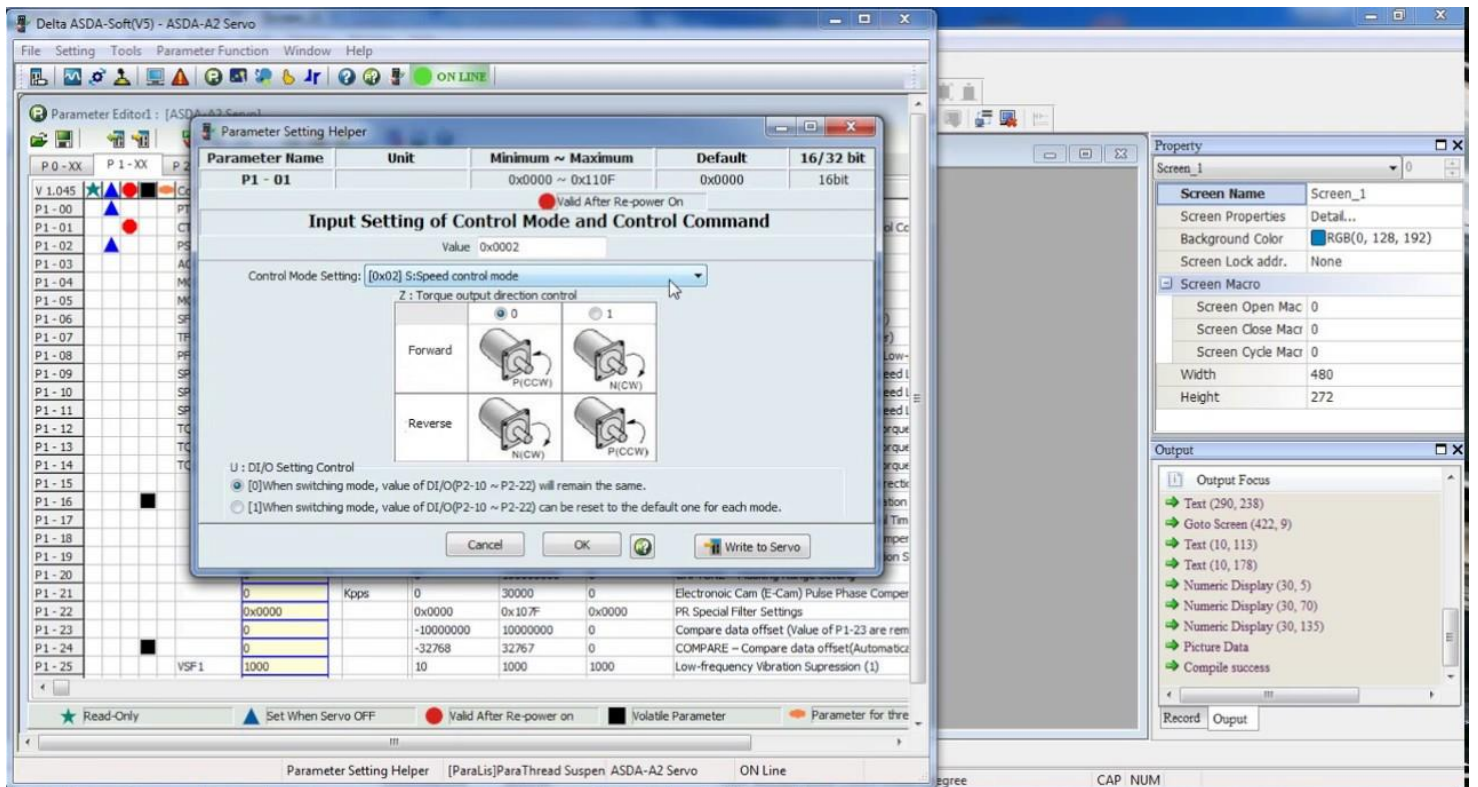 Delta ASDA-Soft(V5) - ASDA-A2 Servo
File Setting Tools Parameter Function Window Help
ON LINE
Parameter Editor1 : [ASDA-A2 Servo]
P 0 - XX P 1 - XX P 2
V 1.045
P1 - 00
P1 - 01
P1 - 02
P1 - 03
P1 - 04
P1 - 05
P1 - 06
P1 - 07
P1 - 08
P1 - 09
P1 - 10
P1 - 11
P1 - 12
P1 - 13
P1 - 14
P1 - 15
P1 - 16
P1 - 17
P1 - 18
P1 - 19
P1 - 20
P1 - 21 0 Kpps 0 30000 0 Electronoic Cam (E-Cam) Pulse Phase Comper
P1 - 22 0x0000 0x0000 0x107F 0x0000 PR Special Filter Settings
P1 - 23 0 -10000000 10000000 0 Compare data offset (Value of P1-23 are rem
P1 - 24 0 -32768 32767 0 COMPARE – Compare data offset(Automatica
P1 - 25 VSF1 1000 10 1000 1000 Low-frequency Vibration Supression (1)
Read-Only Set When Servo OFF Valid After Re-power on Volatile Parameter Parameter for thre
Parameter Setting Helper [ParaLis]ParaThread Suspen ASDA-A2 Servo ON Line
Parameter Setting Helper
Parameter Name Unit Minimum ~ Maximum Default 16/32 bit
P1 - 01 0x0000 ~ 0x110F 0x0000 16bit
Valid After Re-power On
Input Setting of Control Mode and Control Command
Value 0x0002
Control Mode Setting: [0x02] S:Speed control mode
Z : Torque output direction control
0 1
Forward P(CCW) N(CW)
Reverse N(CW) P(CCW)
U : DI/O Setting Control
[0]When switching mode, value of DI/O(P2-10 ~ P2-22) will remain the same.
[1]When switching mode, value of DI/O(P2-10 ~ P2-22) can be reset to the default one for each mode.
Cancel OK Write to Servo
Property
Screen_1 0
Screen Name Screen_1
Screen Properties Detail...
Background Color RGB(0, 128, 192)
Screen Lock addr. None
Screen Macro
Screen Open Mac 0
Screen Close Macr 0
Screen Cycle Macr 0
Width 480
Height 272
Output
Output Focus
Text (290, 238)
Goto Screen (422, 9)
Text (10, 113)
Text (10, 178)
Numeric Display (30, 5)
Numeric Display (30, 70)
Numeric Display (30, 135)
Picture Data
Compile success
Record Ouput
egree CAP NUM